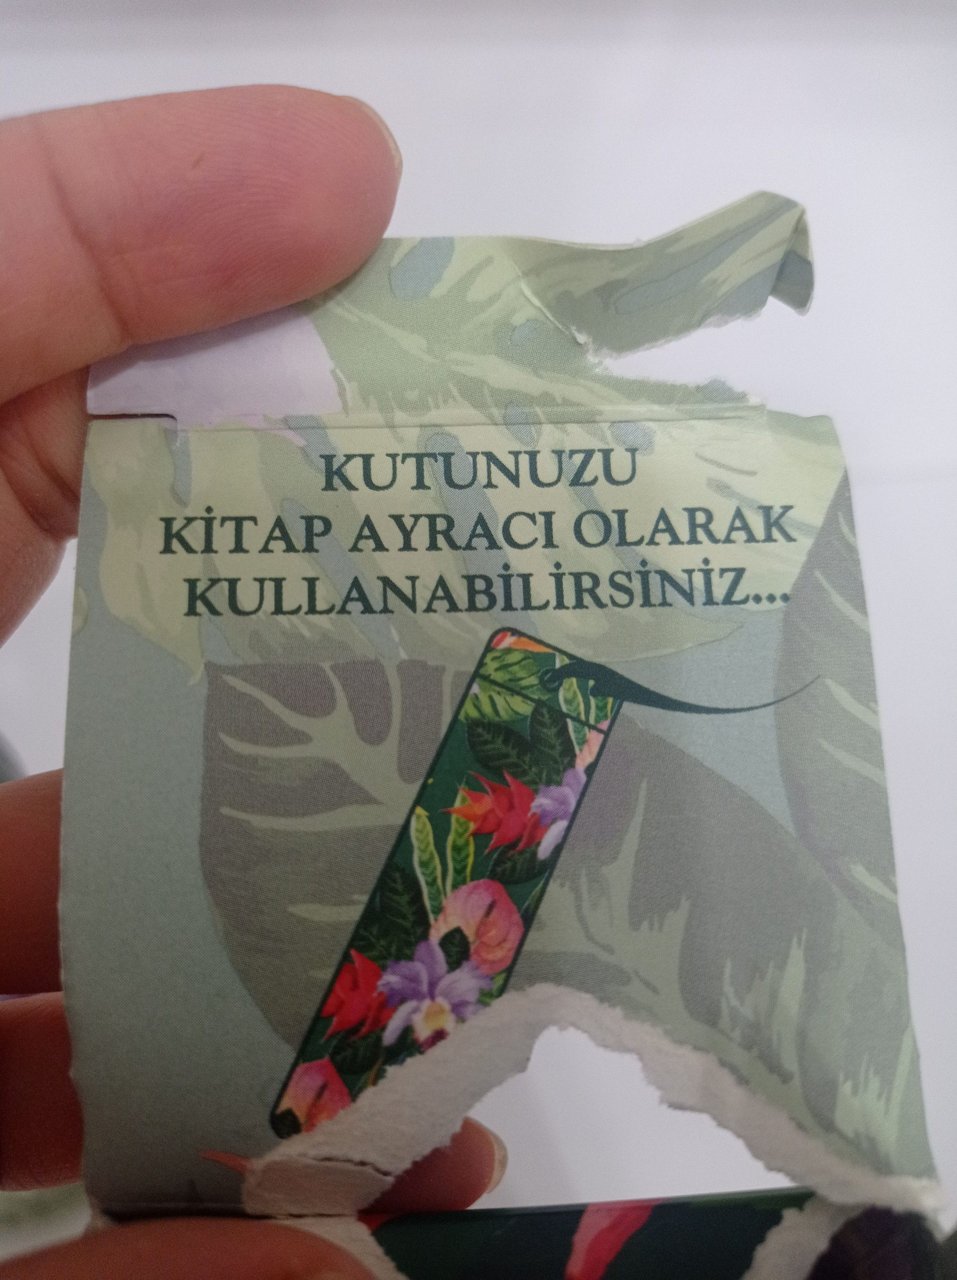 KUTUNUZU
KİTAP AYRACI OLARAK
KULLANABİLİRSİNİZ...